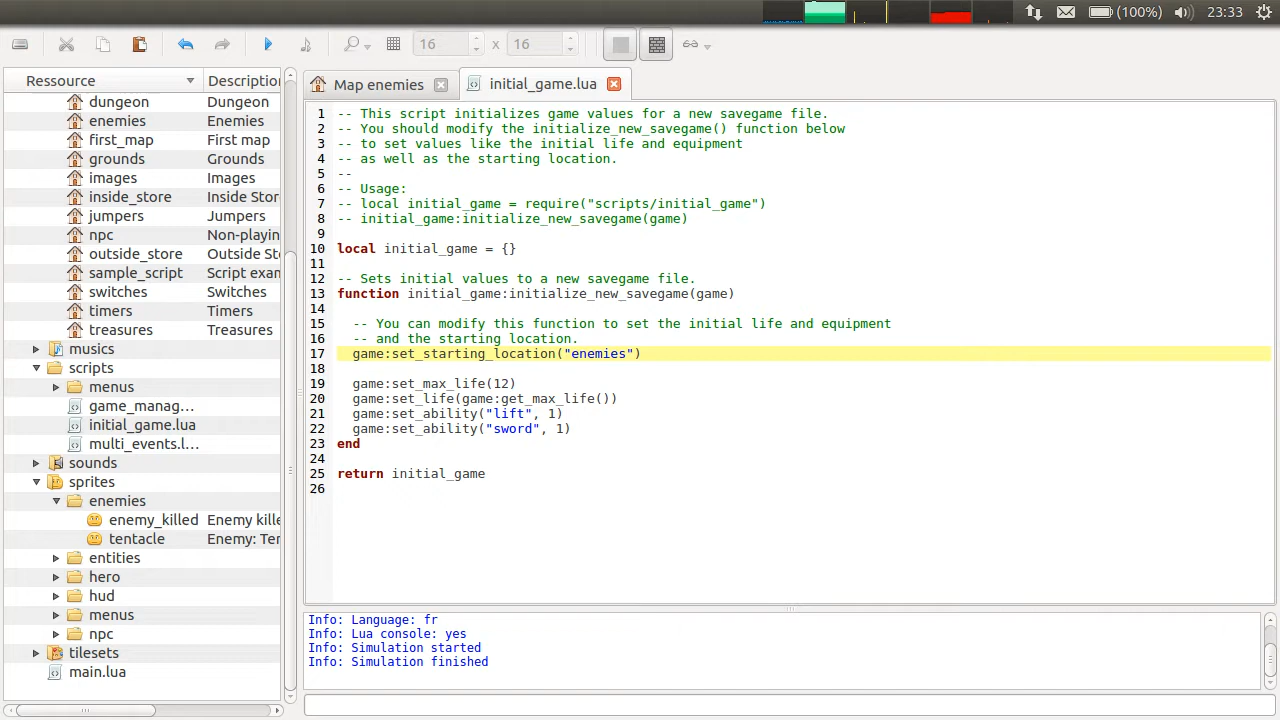 (100%) 23:33
16 x 16
Ressource Description
dungeon Dungeon
enemies Enemies
first_map First map
grounds Grounds
images Images
inside_store Inside Stor
jumpers Jumpers
npc Non-playin
outside_store Outside St
sample_script Script exam
switches Switches
timers Timers
treasures Treasures
musics
scripts
menus
game_manag...
initial_game.lua
multi_events.l...
sounds
sprites
enemies
enemy_killed Enemy kille
tentacle Enemy: Ten
entities
hero
hud
menus
npc
tilesets
main.lua
Map enemies initial_game.lua
1 -- This script initializes game values for a new savegame file.
2 -- You should modify the initialize_new_savegame() function below
3 -- to set values like the initial life and equipment
4 -- as well as the starting location.
5 --
6 -- Usage:
7 -- local initial_game = require("scripts/initial_game")
8 -- initial_game:initialize_new_savegame(game)
9
10 local initial_game = {}
11
12 -- Sets initial values to a new savegame file.
13 function initial_game:initialize_new_savegame(game)
14
15 -- You can modify this function to set the initial life and equipment
16 -- and the starting location.
17 game:set_starting_location("enemies")
18
19 game:set_max_life(12)
20 game:set_life(game:get_max_life())
21 game:set_ability("lift", 1)
22 game:set_ability("sword", 1)
23 end
24
25 return initial_game
26
Info: Language: fr
Info: Lua console: yes
Info: Simulation started
Info: Simulation finished